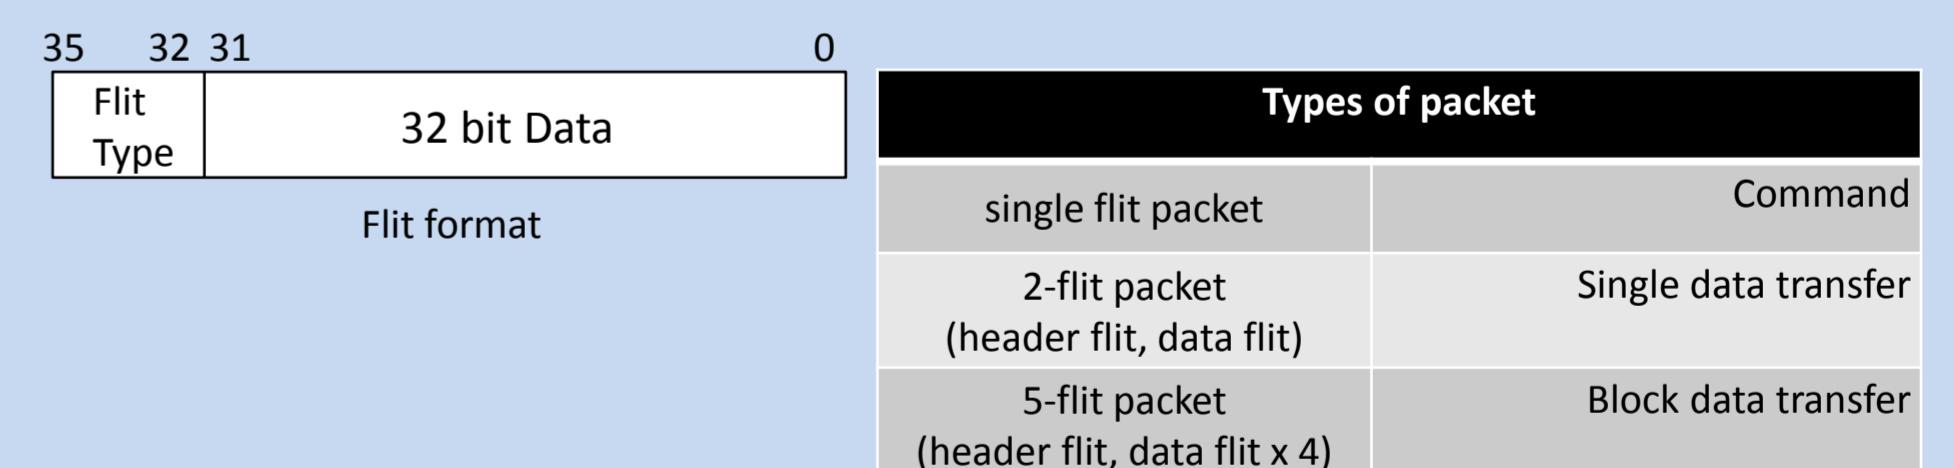 35 32 31 0
Flit
Type
32 bit Data
Flit format
Types of packet
single flit packet
Command
2-flit packet
(header flit, data flit)
Single data transfer
5-flit packet
(header flit, data flit x 4)
Block data transfer